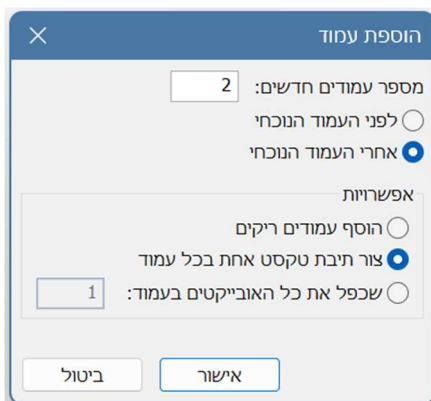 הוספת עמוד
מספר עמודים חדשים: 2
לפני העמוד הנוכחי
אחרי העמוד הנוכחי
אפשרויות
הוסף עמודים ריקים
צור תיבת טקסט אחת בכל עמוד
שכפל את כל האובייקטים בעמוד: 1
אישור
ביטול